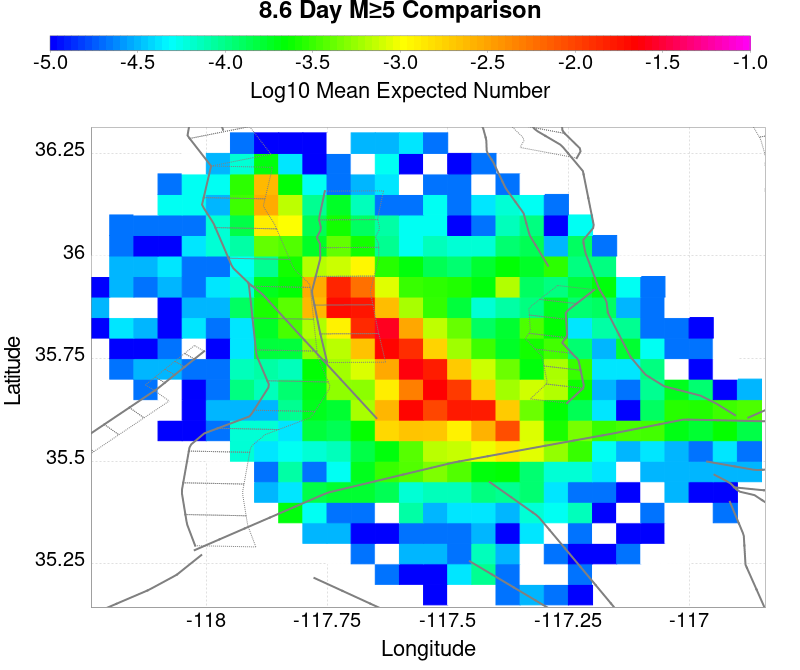 8.6 Day M≥5 Comparison
-5.0 -4.5 -4.0 -3.5 -3.0 -2.5 -2.0 -1.5 -1.0
Log10 Mean Expected Number
36.25
36
35.75
35.5
35.25
Latitude
-118 -117.75 -117.5 -117.25 -117
Longitude